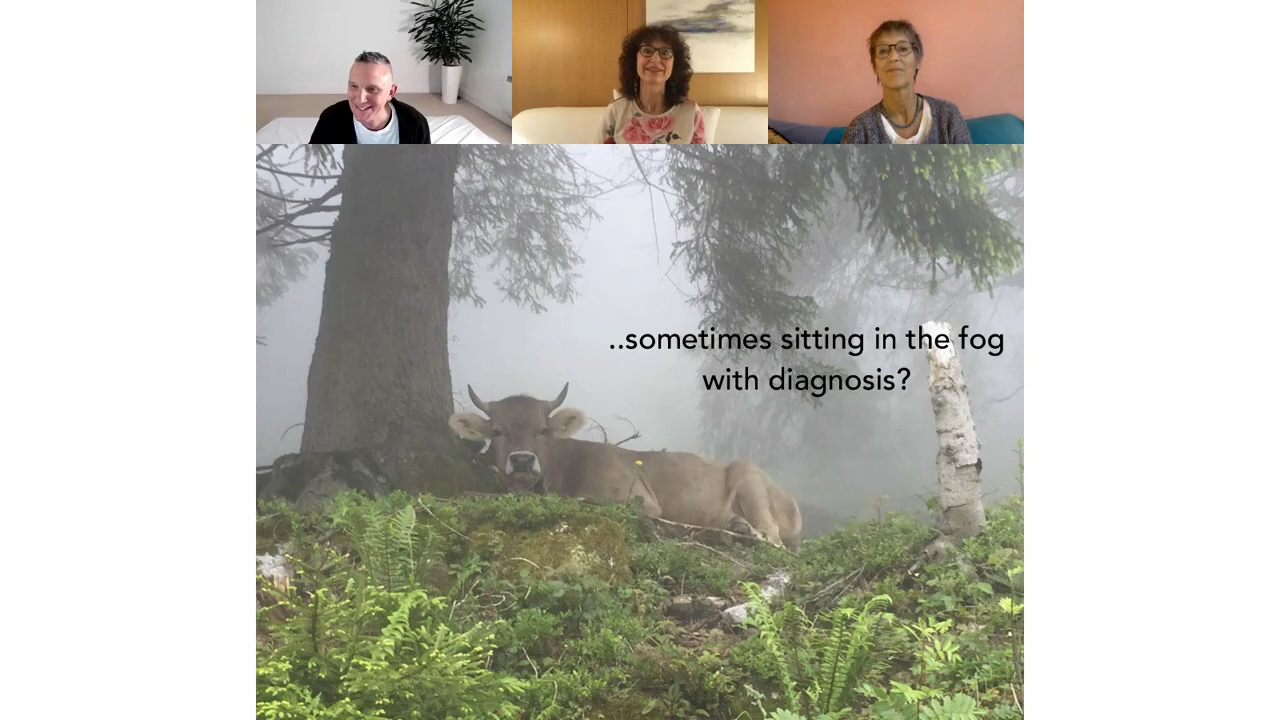 ..sometimes sitting in the fog
with diagnosis?